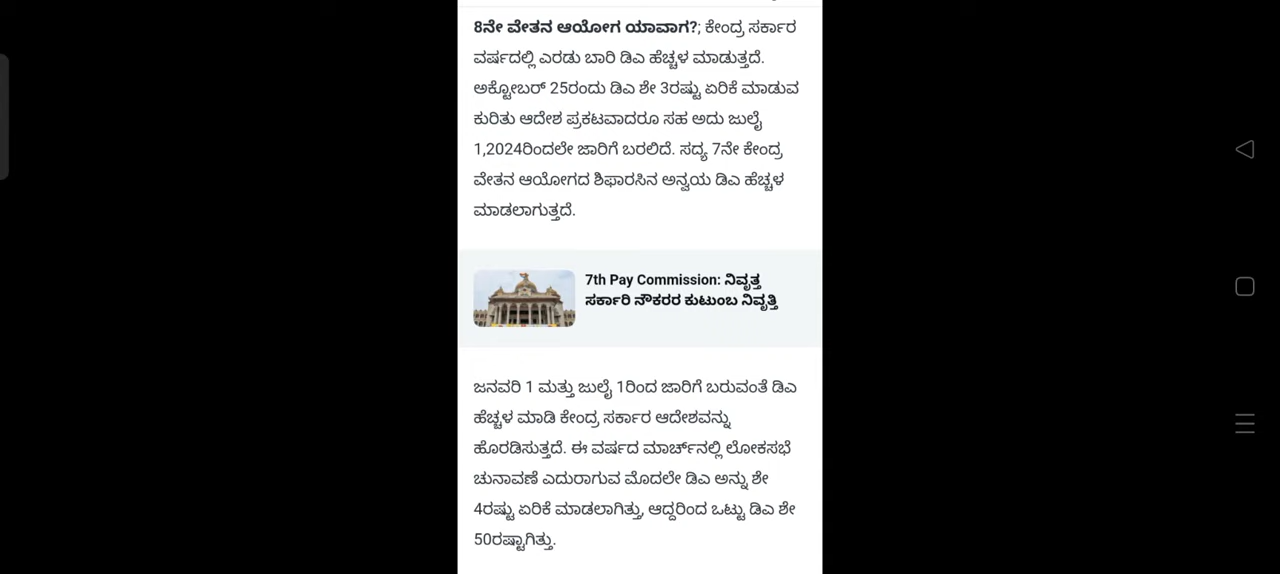 8ನೇ ವೇತನ ಆಯೋಗ ಯಾವಾಗ?; ಕೇಂದ್ರ ಸರ್ಕಾರ
ವರ್ಷದಲ್ಲಿ ಎರಡು ಬಾರಿ ಡಿಎ ಹೆಚ್ಚಳ ಮಾಡುತ್ತದೆ.
ಅಕ್ಟೋಬರ್ 25ರಂದು ಡಿಎ ಶೇ 3ರಷ್ಟು ಏರಿಕೆ ಮಾಡುವ
ಕುರಿತು ಆದೇಶ ಪ್ರಕಟವಾದರೂ ಸಹ ಅದು ಜುಲೈ
1,2024ರಿಂದಲೇ ಜಾರಿಗೆ ಬರಲಿದೆ. ಸದ್ಯ 7ನೇ ಕೇಂದ್ರ
ವೇತನ ಆಯೋಗದ ಶಿಫಾರಸಿನ ಅನ್ವಯ ಡಿಎ ಹೆಚ್ಚಳ
ಮಾಡಲಾಗುತ್ತದೆ.
7th Pay Commission: ನಿವೃತ್ತ
ಸರ್ಕಾರಿ ನೌಕರರ ಕುಟುಂಬ ನಿವೃತ್ತಿ
ಜನವರಿ 1 ಮತ್ತು ಜುಲೈ 1ರಿಂದ ಜಾರಿಗೆ ಬರುವಂತೆ ಡಿಎ
ಹೆಚ್ಚಳ ಮಾಡಿ ಕೇಂದ್ರ ಸರ್ಕಾರ ಆದೇಶವನ್ನು
ಹೊರಡಿಸುತ್ತದೆ. ಈ ವರ್ಷದ ಮಾರ್ಚ್‌ನಲ್ಲಿ ಲೋಕಸಭೆ
ಚುನಾವಣೆ ಎದುರಾಗುವ ಮೊದಲೇ ಡಿಎ ಅನ್ನು ಶೇ
4ರಷ್ಟು ಏರಿಕೆ ಮಾಡಲಾಗಿತ್ತು, ಆದ್ದರಿಂದ ಒಟ್ಟು ಡಿಎ ಶೇ
50ರಷ್ಟಾಗಿತ್ತು.